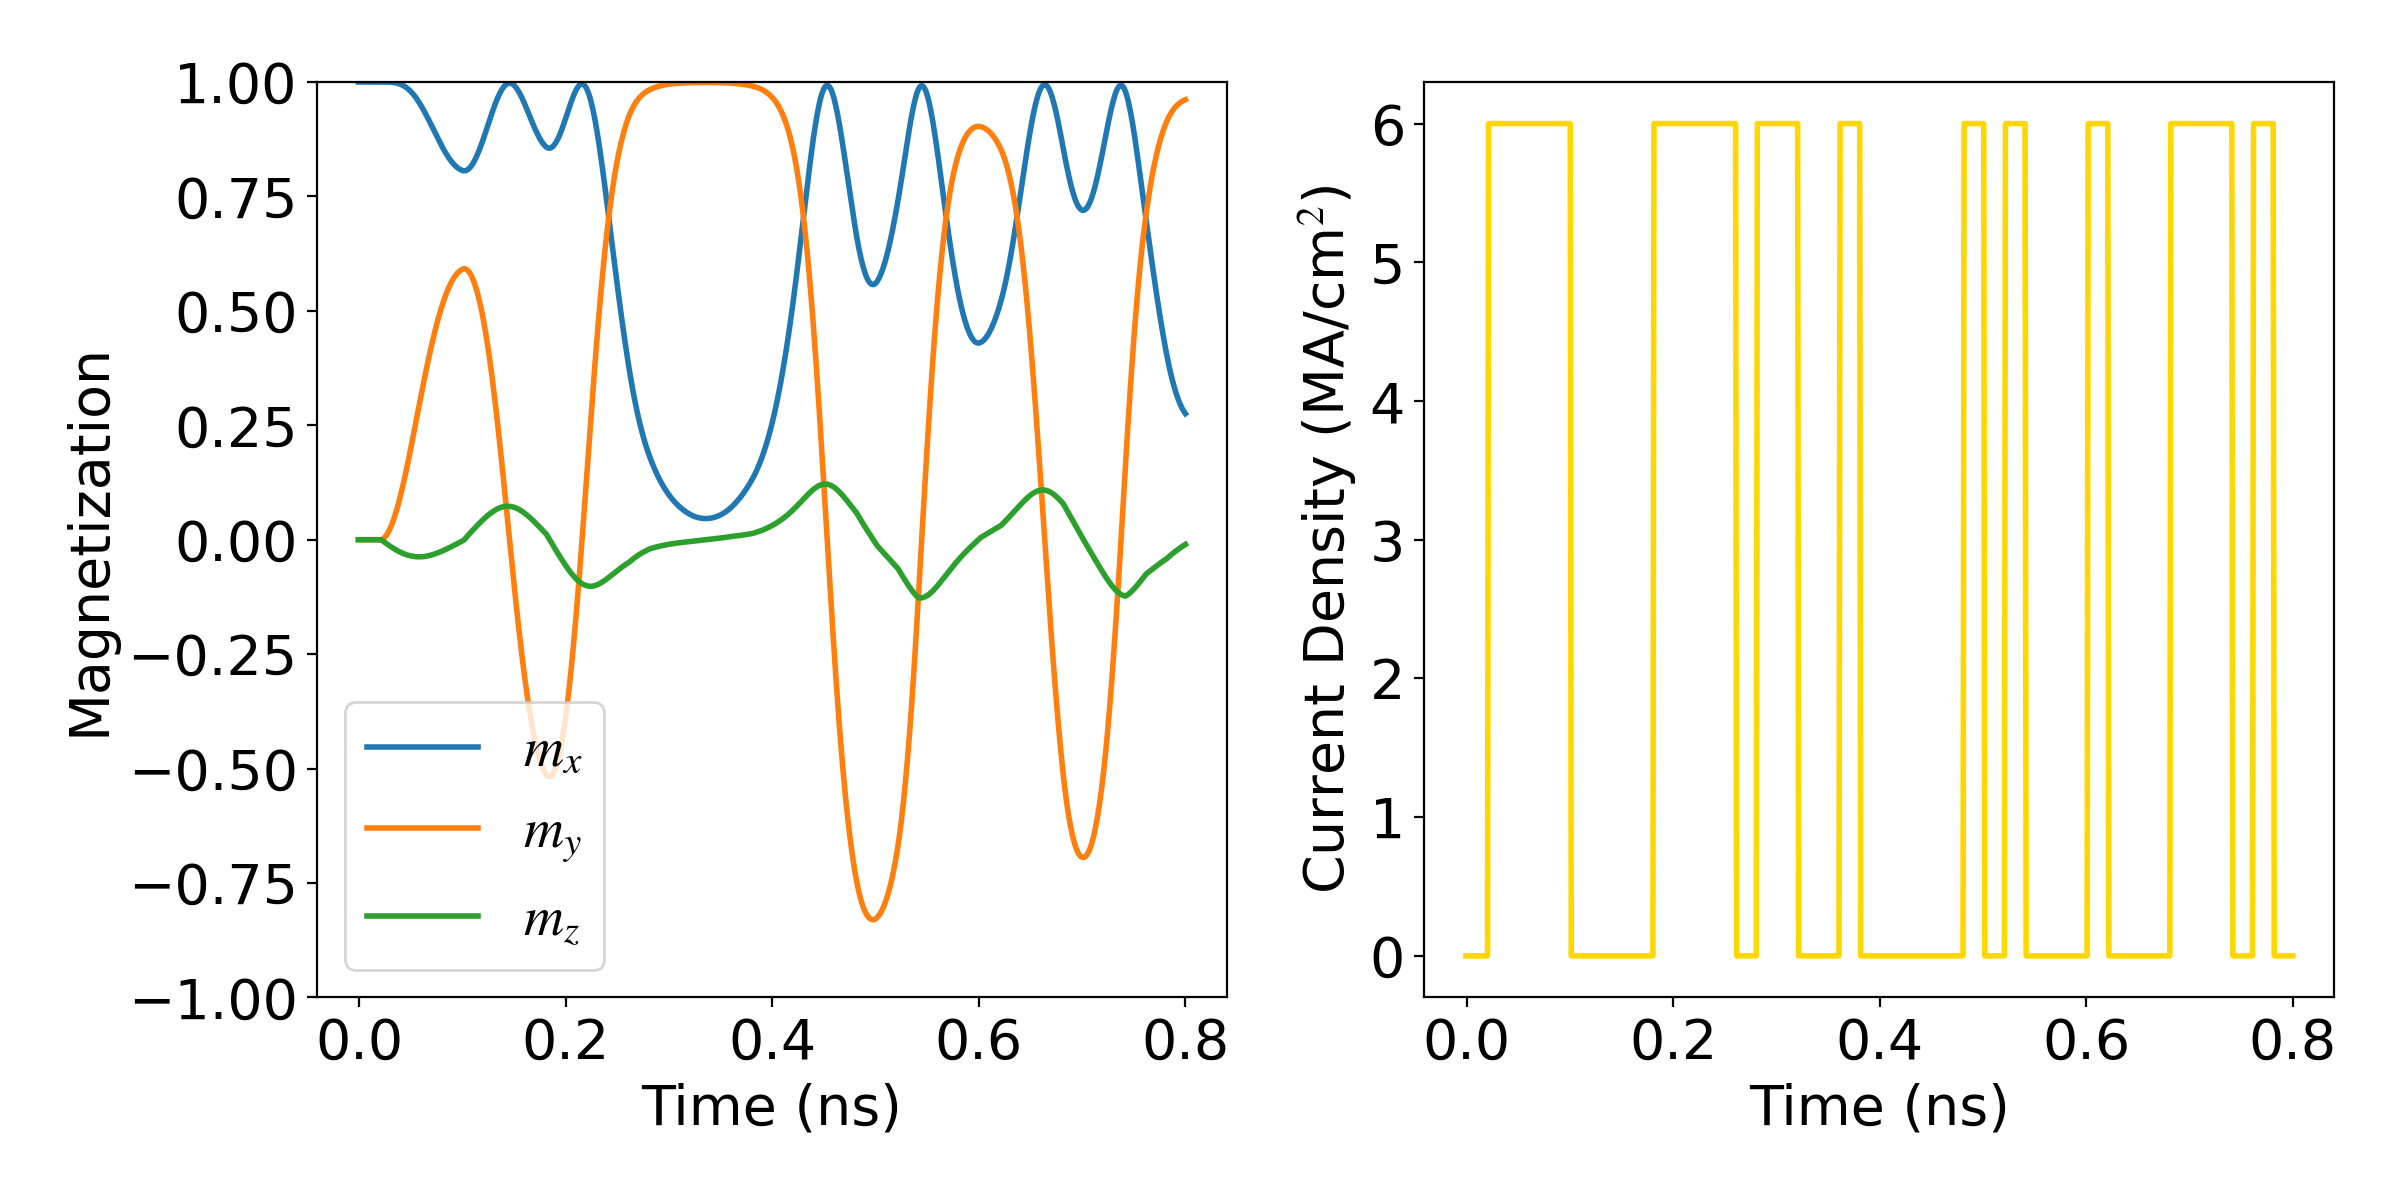 1.00
0.75
0.50
0.25
0.00
−0.25
−0.50
−0.75
−1.00
Magnetization
m_x
m_y
m_z
0.0 0.2 0.4 0.6 0.8
Time (ns)
6
5
4
3
2
1
0
Current Density (MA/cm²)
0.0 0.2 0.4 0.6 0.8
Time (ns)